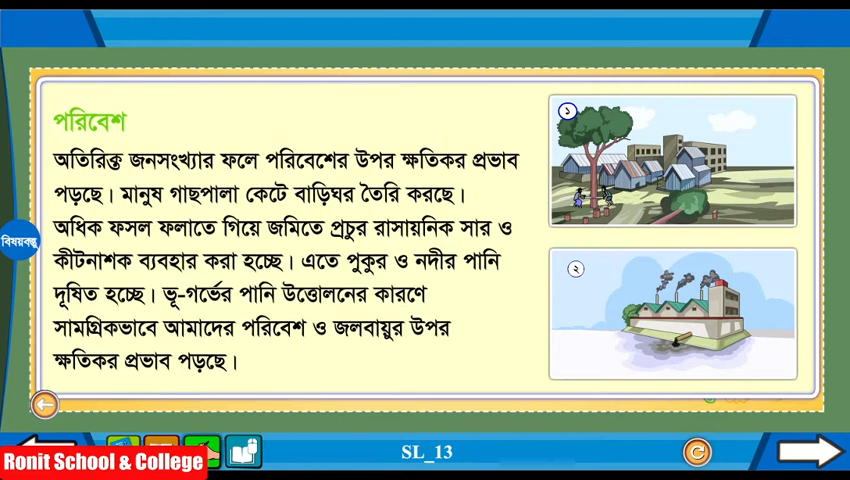 পরিবেশ
অতিরিক্ত জনসংখ্যার ফলে পরিবেশের উপর ক্ষতিকর প্রভাব
পড়ছে। মানুষ গাছপালা কেটে বাড়িঘর তৈরি করছে।
অধিক ফসল ফলাতে গিয়ে জমিতে প্রচুর রাসায়নিক সার ও
কীটনাশক ব্যবহার করা হচ্ছে। এতে পুকুর ও নদীর পানি
দূষিত হচ্ছে। ভূ-গর্ভের পানি উত্তোলনের কারণে
সামগ্রিকভাবে আমাদের পরিবেশ ও জলবায়ুর উপর
ক্ষতিকর প্রভাব পড়ছে।
১
২
বিষয়বস্তু
SL_13
Ronit School & College